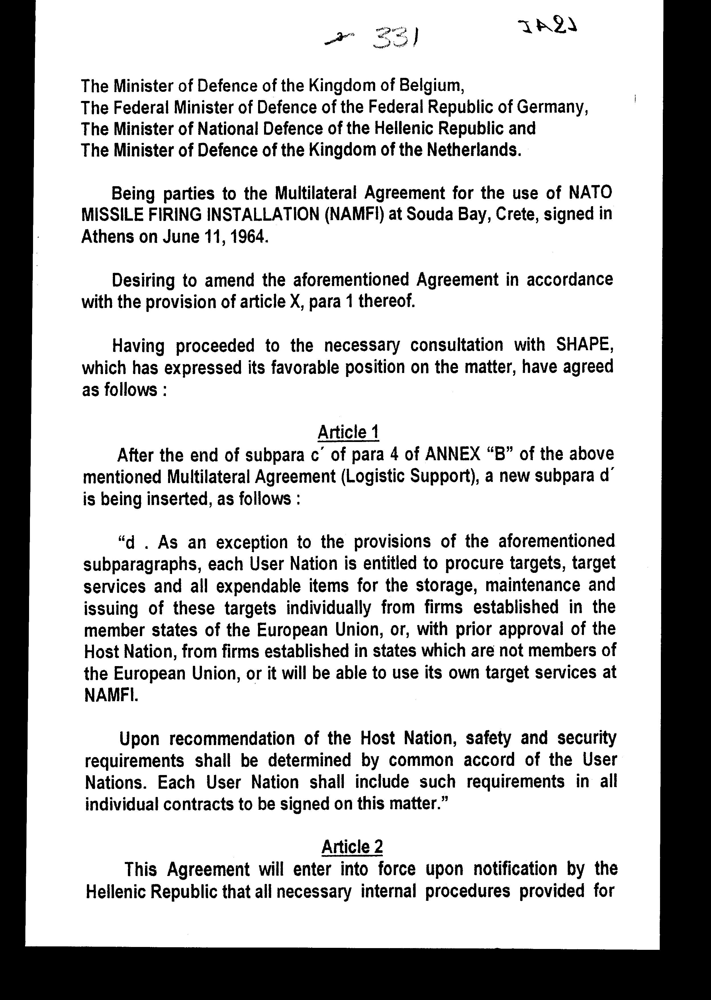 331
The Minister of Defence of the Kingdom of Belgium,
The Federal Minister of Defence of the Federal Republic of Germany,
The Minister of National Defence of the Hellenic Republic and
The Minister of Defence of the Kingdom of the Netherlands.
Being parties to the Multilateral Agreement for the use of NATO
MISSILE FIRING INSTALLATION (NAMFI) at Souda Bay, Crete, signed in
Athens on June 11, 1964.
Desiring to amend the aforementioned Agreement in accordance
with the provision of article X, para 1 thereof.
Having proceeded to the necessary consultation with SHAPE,
which has expressed its favorable position on the matter, have agreed
as follows :
Article 1
After the end of subpara c´ of para 4 of ANNEX “B” of the above
mentioned Multilateral Agreement (Logistic Support), a new subpara d´
is being inserted, as follows :
“d . As an exception to the provisions of the aforementioned
subparagraphs, each User Nation is entitled to procure targets, target
services and all expendable items for the storage, maintenance and
issuing of these targets individually from firms established in the
member states of the European Union, or, with prior approval of the
Host Nation, from firms established in states which are not members of
the European Union, or it will be able to use its own target services at
NAMFI.
Upon recommendation of the Host Nation, safety and security
requirements shall be determined by common accord of the User
Nations. Each User Nation shall include such requirements in all
individual contracts to be signed on this matter.”
Article 2
This Agreement will enter into force upon notification by the
Hellenic Republic that all necessary internal procedures provided for